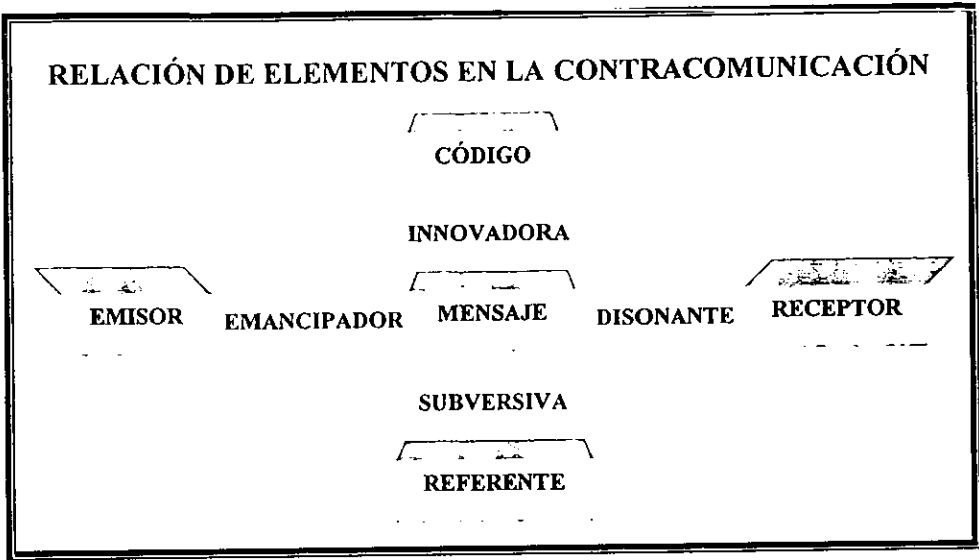 RELACIÓN DE ELEMENTOS EN LA CONTRACOMUNICACIÓN
CÓDIGO
INNOVADORA
EMISOR EMANCIPADOR MENSAJE DISONANTE RECEPTOR
SUBVERSIVA
REFERENTE